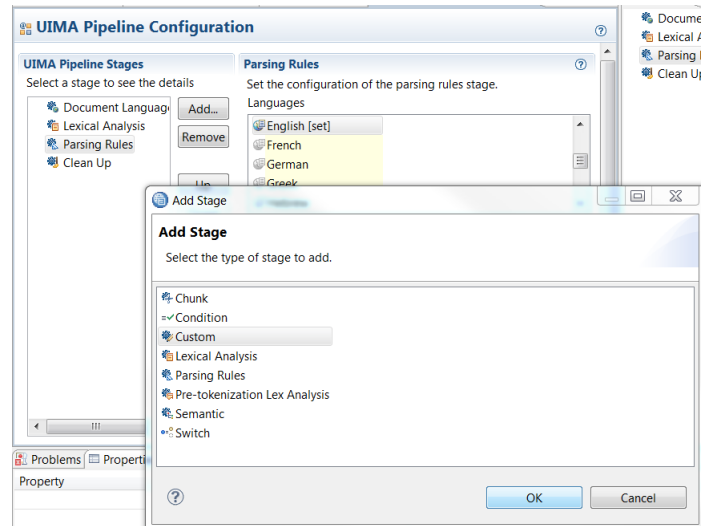 UIMA Pipeline Configuration
UIMA Pipeline Stages
Select a stage to see the details
Document Languag
Lexical Analysis
Parsing Rules
Clean Up
Add...
Remove
Up
Parsing Rules
Set the configuration of the parsing rules stage.
Languages
English [set]
French
German
Greek
Hebrew
Docume
Lexical A
Parsing
Clean Up
Add Stage
Add Stage
Select the type of stage to add.
Chunk
Condition
Custom
Lexical Analysis
Parsing Rules
Pre-tokenization Lex Analysis
Semantic
Switch
OK
Cancel
Problems
Properti
Property